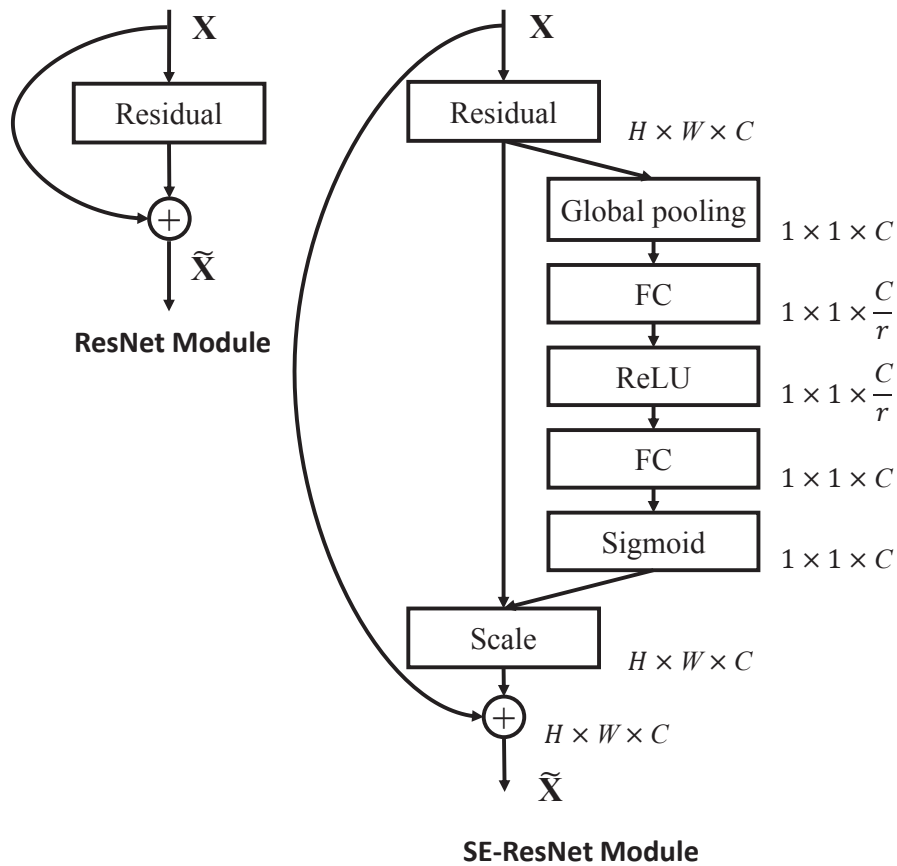 X
Residual
+
X̃
ResNet Module
X
Residual
H × W × C
Global pooling
1 × 1 × C
FC
1 × 1 × C/r
ReLU
1 × 1 × C/r
FC
1 × 1 × C
Sigmoid
1 × 1 × C
Scale
H × W × C
+
H × W × C
X̃
SE-ResNet Module